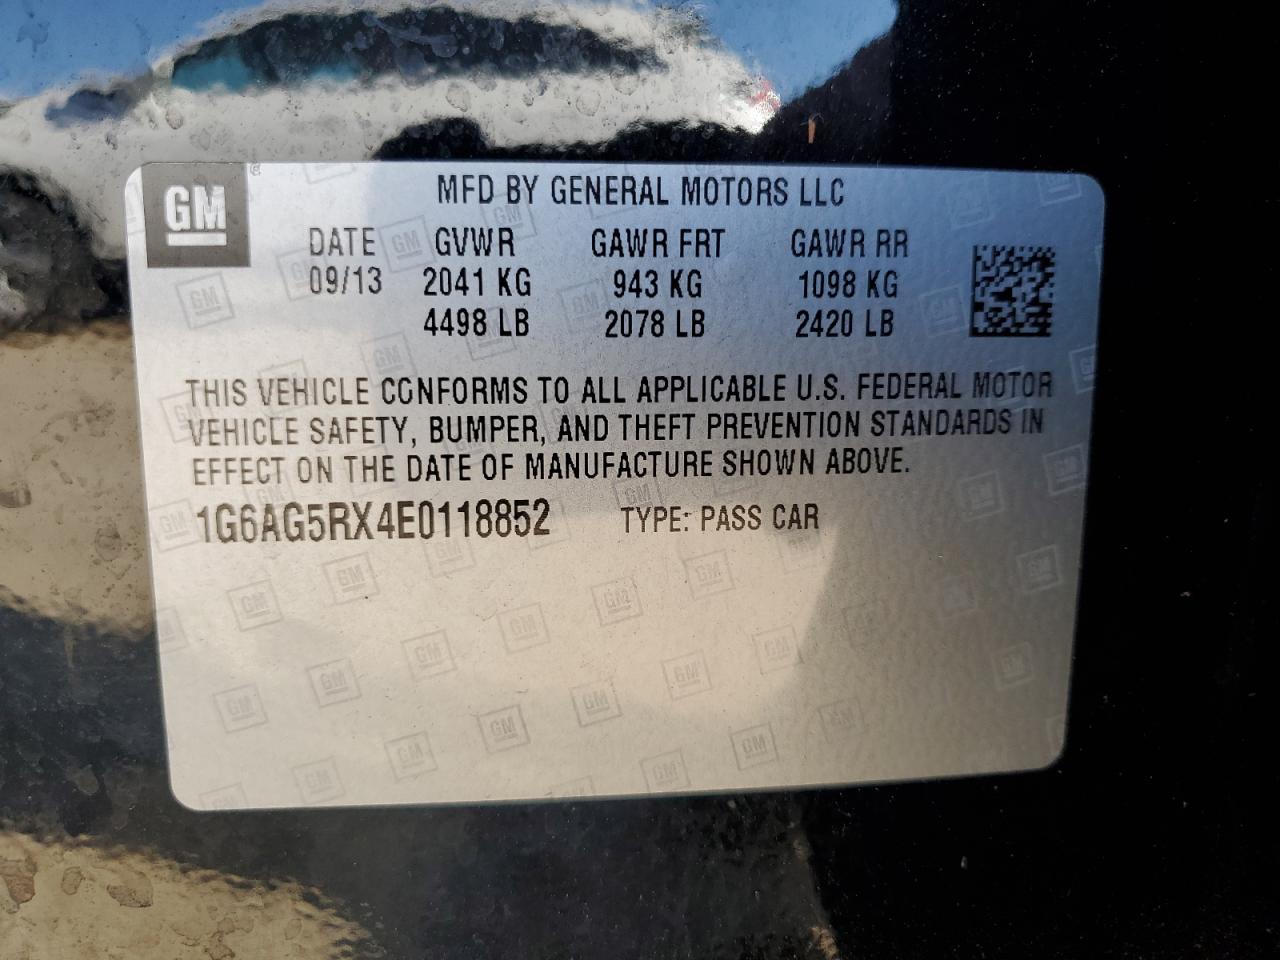 GM
MFD BY GENERAL MOTORS LLC
DATE GVWR GAWR FRT GAWR RR
09/13 2041 KG 943 KG 1098 KG
4498 LB 2078 LB 2420 LB
THIS VEHICLE CONFORMS TO ALL APPLICABLE U.S. FEDERAL MOTOR
VEHICLE SAFETY, BUMPER, AND THEFT PREVENTION STANDARDS IN
EFFECT ON THE DATE OF MANUFACTURE SHOWN ABOVE.
1G6AG5RX4E0118852 TYPE: PASS CAR